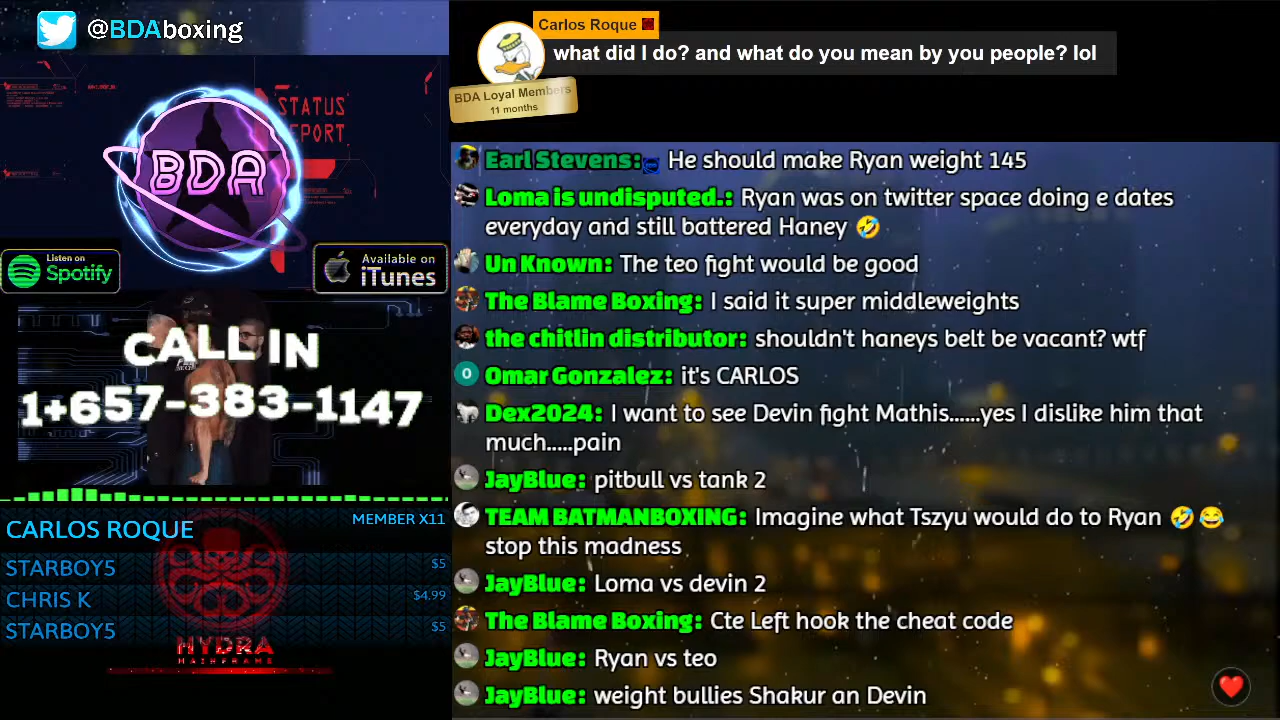 @BDAboxing
STATUS
BDA
Listen on
Spotify
Available on
iTunes
CALL IN
1+657-383-1147
CARLOS ROQUE
MEMBER X11
STARBOY5
$5
CHRIS K
$4.99
STARBOY5
$5
HYDRA
MAINFRAME
Carlos Roque
what did I do? and what do you mean by you people? lol
BDA Loyal Members
11 months
Earl Stevens: He should make Ryan weight 145
Loma is undisputed.: Ryan was on twitter space doing e dates
everyday and still battered Haney 🤣
Un Known: The teo fight would be good
The Blame Boxing: I said it super middleweights
the chitlin distributor: shouldn't haneys belt be vacant? wtf
O
Omar Gonzalez: it's CARLOS
Dex2024: I want to see Devin fight Mathis......yes I dislike him that
much.....pain
JayBlue: pitbull vs tank 2
TEAM BATMANBOXING: Imagine what Tszyu would do to Ryan 🤣😂
stop this madness
JayBlue: Loma vs devin 2
The Blame Boxing: Cte Left hook the cheat code
JayBlue: Ryan vs teo
JayBlue: weight bullies Shakur an Devin